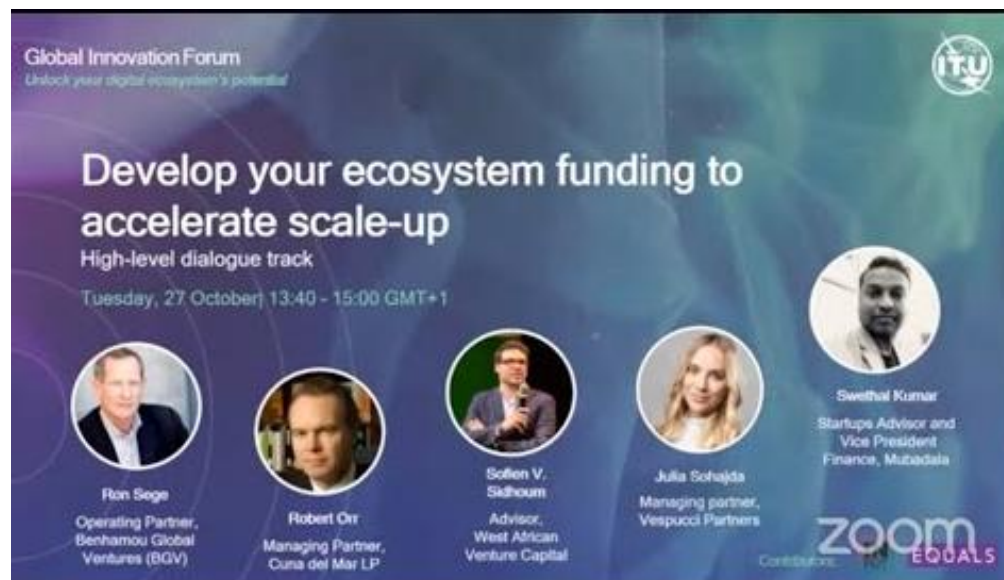 Global Innovation Forum
Unlock your digital ecosystem's potential
ITU
Develop your ecosystem funding to
accelerate scale-up
High-level dialogue track
Tuesday, 27 October| 13:40 - 15:00 GMT+1
Ron Sege
Operating Partner,
Benhamou Global
Ventures (BGV)
Robert Orr
Managing Partner,
Cuna del Mar LP
Sofien V.
Sidhoum
Advisor,
West African
Venture Capital
Julia Sohajda
Managing partner,
Vespucci Partners
Swethal Kumar
Startups Advisor and
Vice President
Finance, Mubadala
Contributors:
zoom
EQUALS